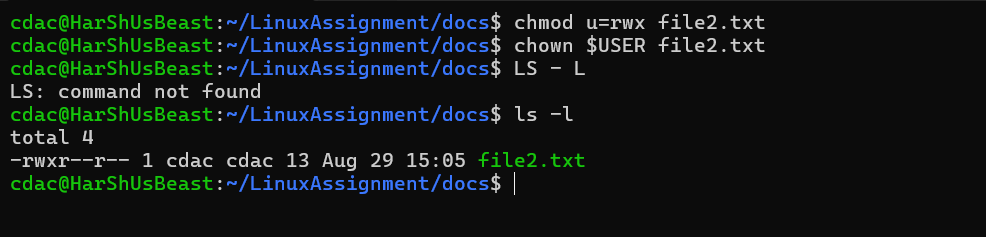 cdac@HarShUsBeast:~/LinuxAssignment/docs$ chmod u=rwx file2.txt
cdac@HarShUsBeast:~/LinuxAssignment/docs$ chown $USER file2.txt
cdac@HarShUsBeast:~/LinuxAssignment/docs$ LS - L
LS: command not found
cdac@HarShUsBeast:~/LinuxAssignment/docs$ ls -l
total 4
-rwxr--r-- 1 cdac cdac 13 Aug 29 15:05 file2.txt
cdac@HarShUsBeast:~/LinuxAssignment/docs$